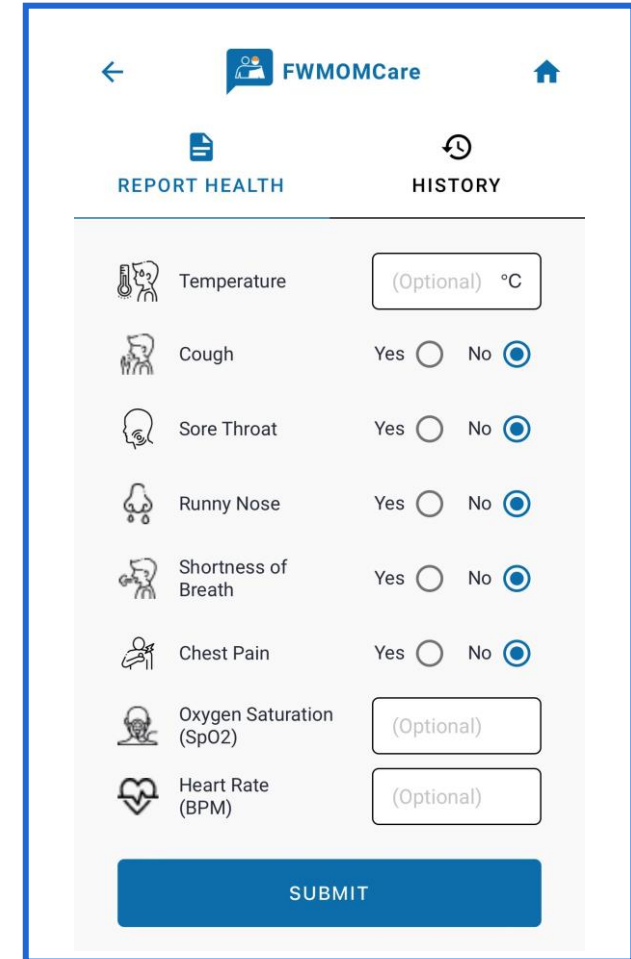 FWMOMCare
REPORT HEALTH
HISTORY
Temperature (Optional) °C
Cough Yes No
Sore Throat Yes No
Runny Nose Yes No
Shortness of
Breath Yes No
Chest Pain Yes No
Oxygen Saturation
(SpO2) (Optional)
Heart Rate
(BPM) (Optional)
SUBMIT